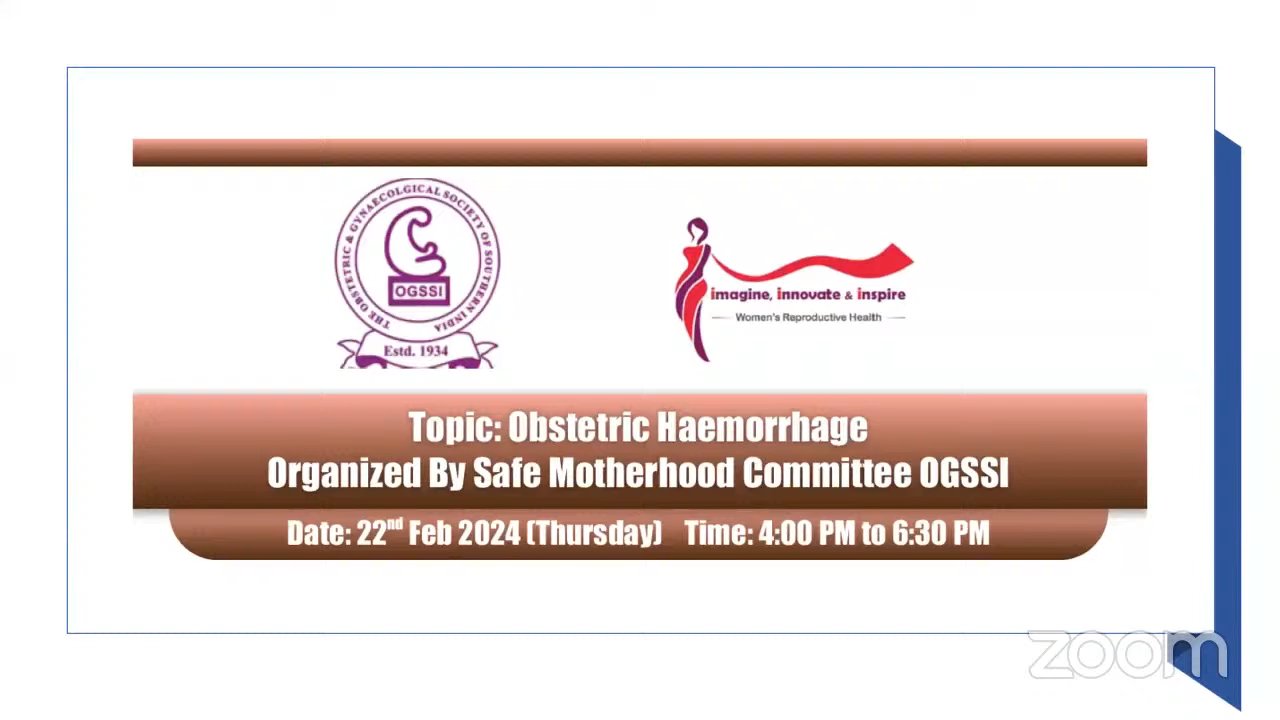 THE OBSTETRIC & GYNAECOLGICAL SOCIETY OF SOUTHERN INDIA
OGSSI
Estd. 1934
imagine, innovate & inspire
Women's Reproductive Health
Topic: Obstetric Haemorrhage
Organized By Safe Motherhood Committee OGSSI
Date: 22nd Feb 2024 (Thursday) Time: 4:00 PM to 6:30 PM
zoom